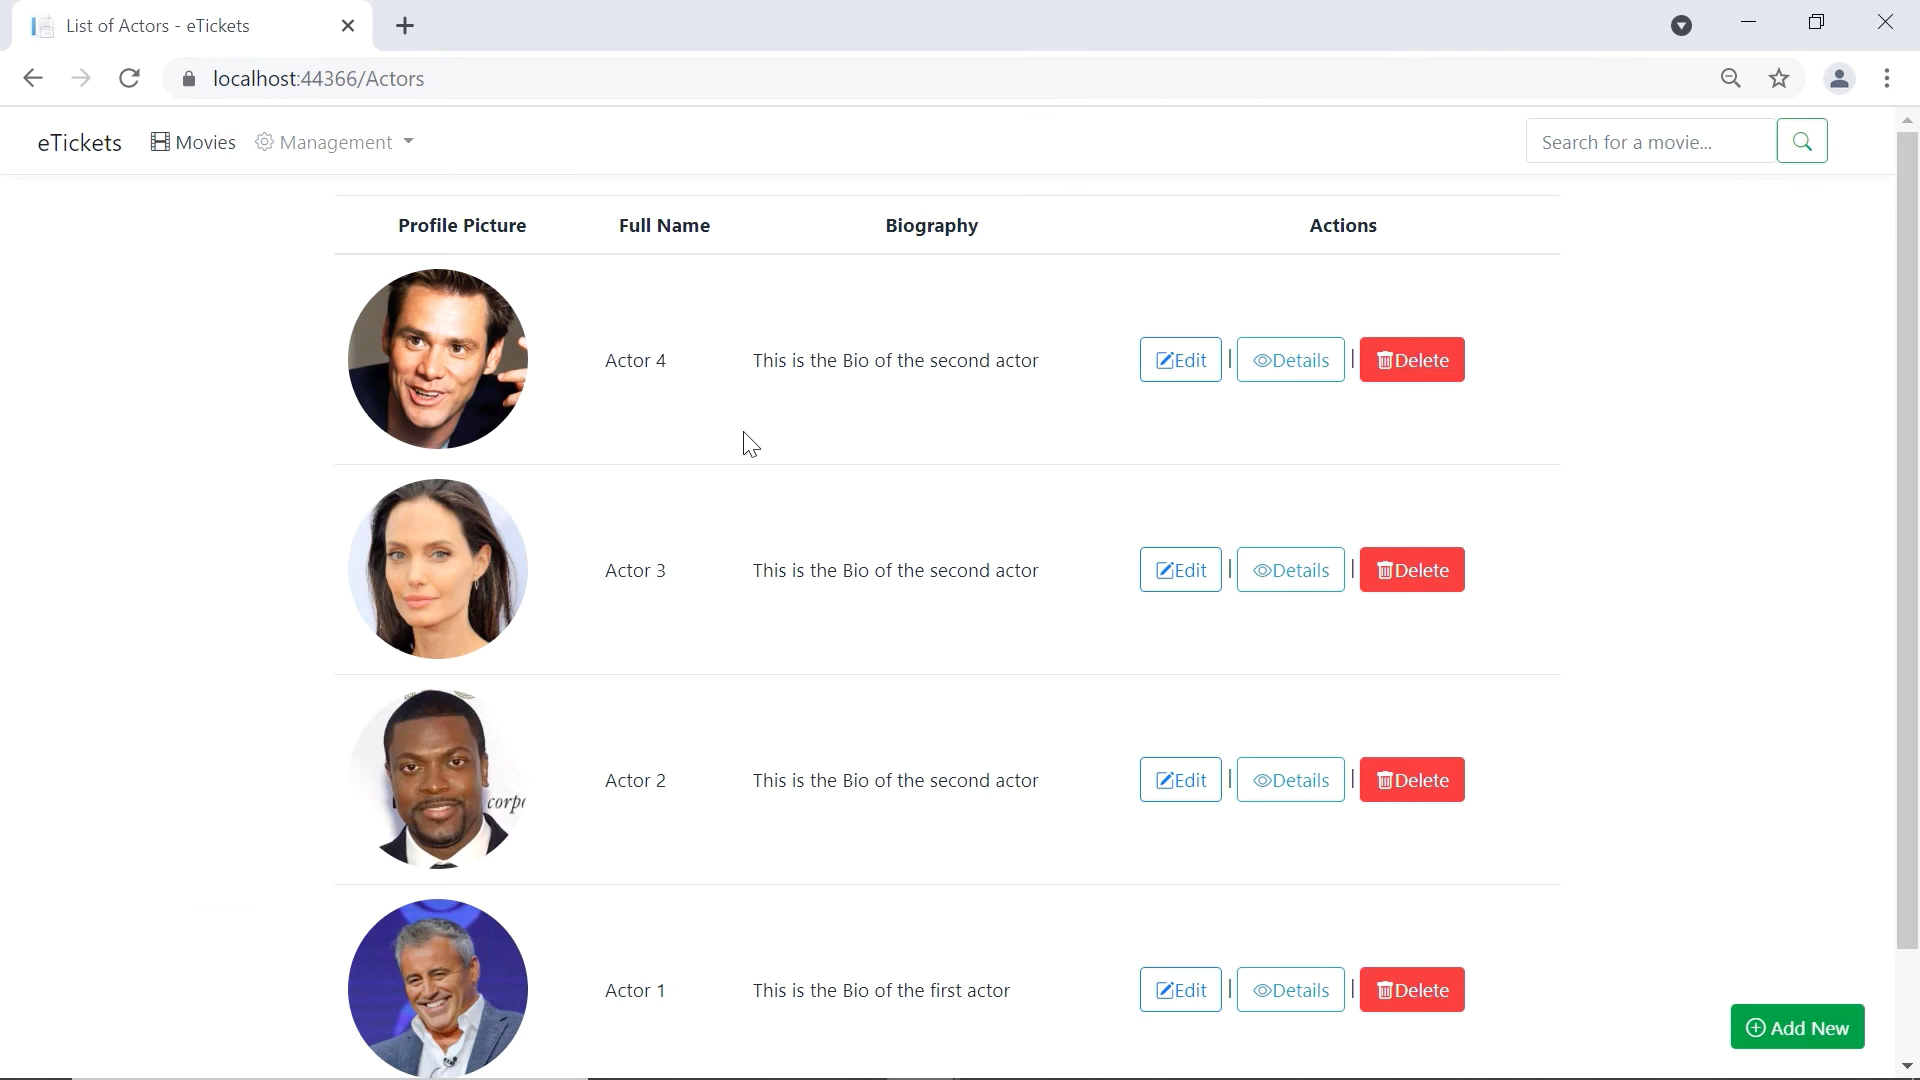 List of Actors - eTickets
localhost:44366/Actors
eTickets Movies Management Search for a movie...
Profile Picture Full Name Biography Actions
Actor 4 This is the Bio of the second actor Edit | Details | Delete
Actor 3 This is the Bio of the second actor Edit | Details | Delete
corp
Actor 2 This is the Bio of the second actor Edit | Details | Delete
Actor 1 This is the Bio of the first actor Edit | Details | Delete
Add New